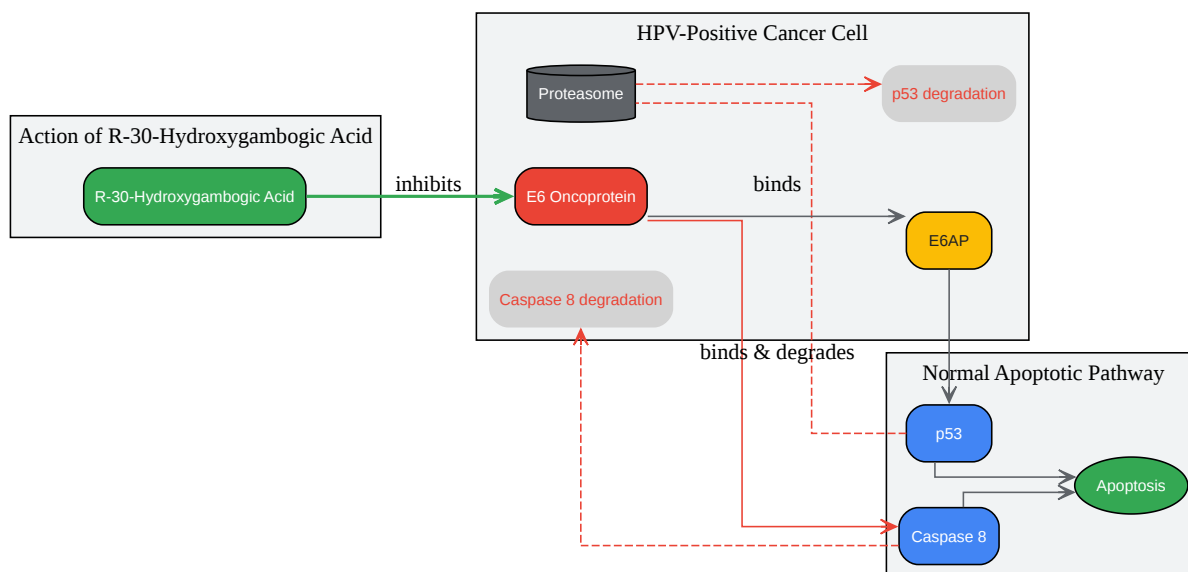 HPV-Positive Cancer Cell
Proteasome
p53 degradation
Action of R-30-Hydroxygambogic Acid
R-30-Hydroxygambogic Acid
inhibits
E6 Oncoprotein
binds
E6AP
Caspase 8 degradation
binds & degrades
Normal Apoptotic Pathway
p53
Apoptosis
Caspase 8